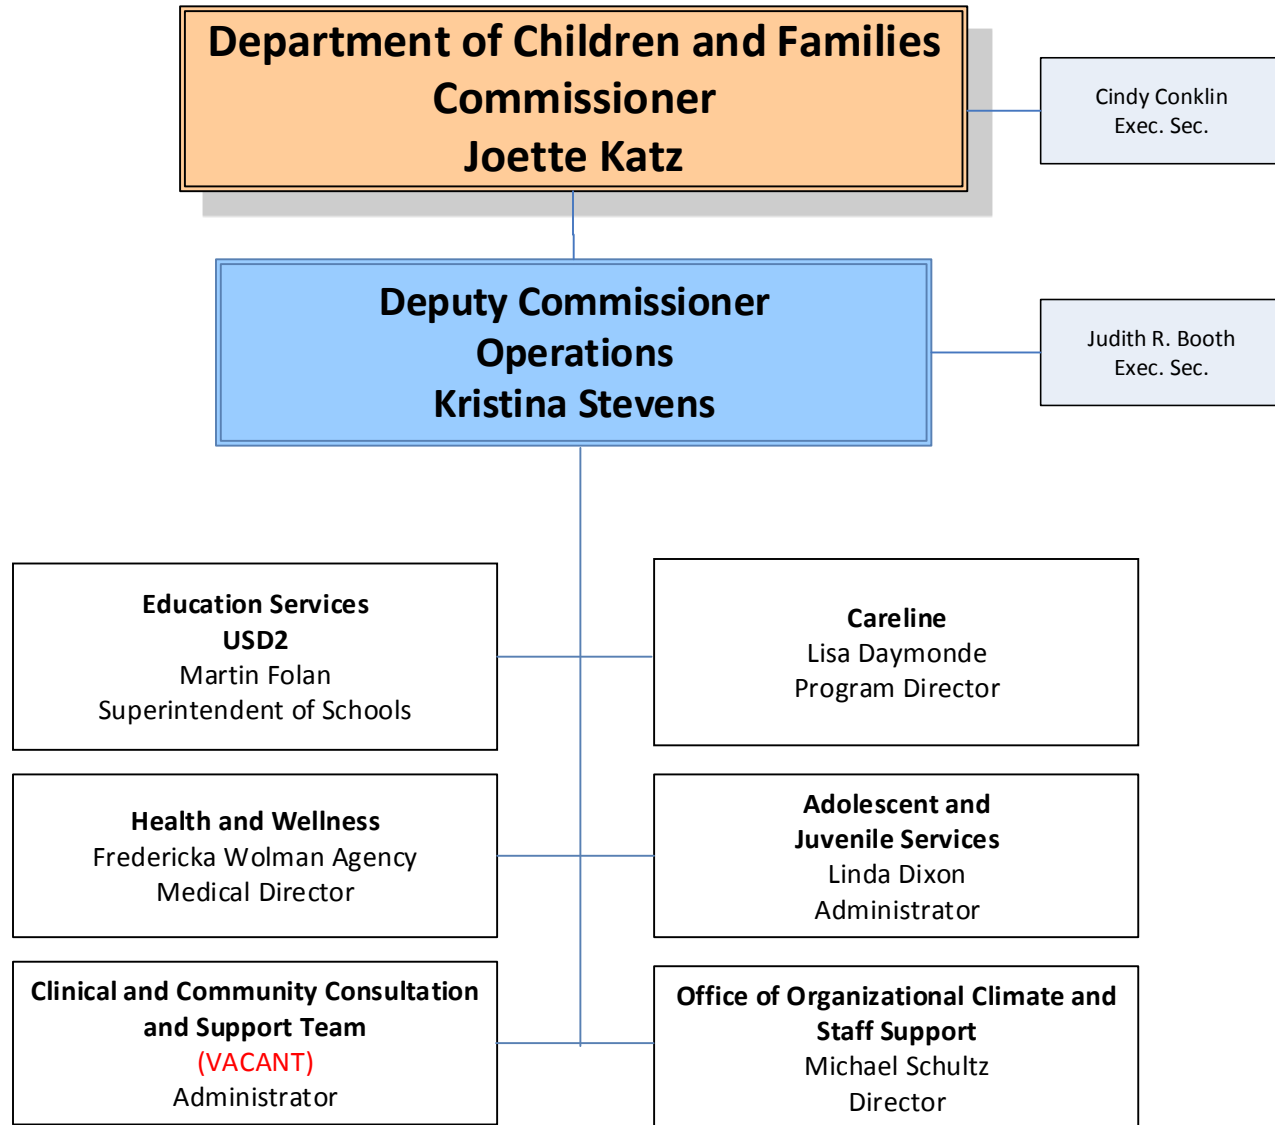 Department of Children and Families
Commissioner
Joette Katz
Cindy Conklin
Exec. Sec.
Deputy Commissioner
Operations
Kristina Stevens
Judith R. Booth
Exec. Sec.
Education Services
USD2
Martin Folan
Superintendent of Schools
Careline
Lisa Daymonde
Program Director
Health and Wellness
Fredericka Wolman Agency
Medical Director
Adolescent and
Juvenile Services
Linda Dixon
Administrator
Clinical and Community Consultation
and Support Team
(VACANT)
Administrator
Office of Organizational Climate and
Staff Support
Michael Schultz
Director